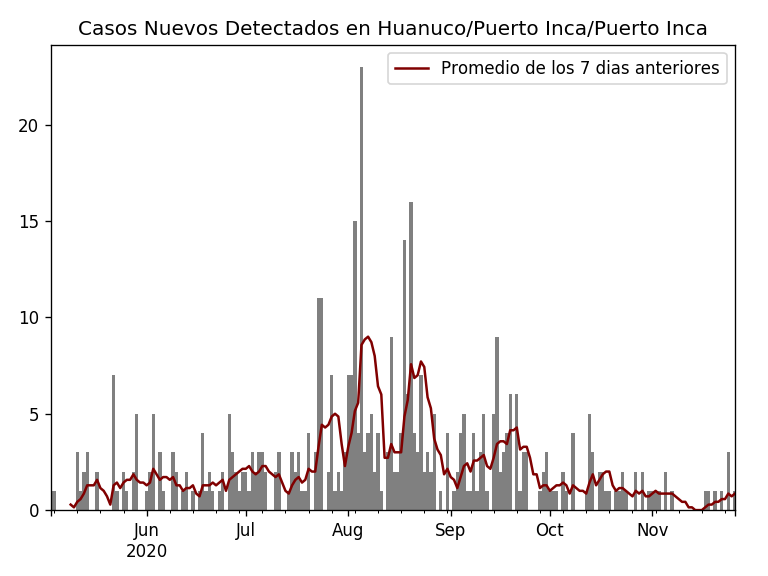 Casos Nuevos Detectados en Huanuco/Puerto Inca/Puerto Inca
Promedio de los 7 dias anteriores
20
15
10
5
0
Jun
2020
Jul
Aug
Sep
Oct
Nov